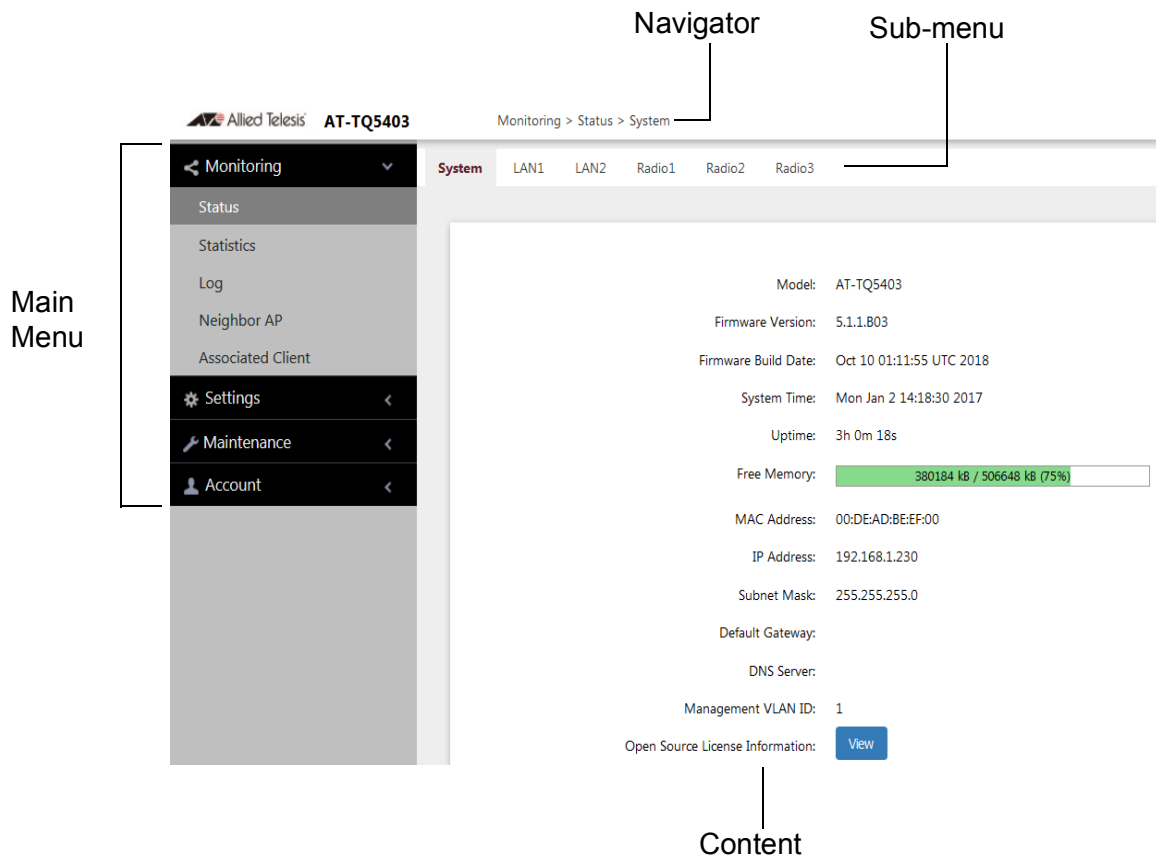 Navigator
Sub-menu
Allied Telesis AT-TQ5403
Monitoring > Status > System
Monitoring
System LAN1 LAN2 Radio1 Radio2 Radio3
Status
Statistics
Log
Neighbor AP
Associated Client
Settings
Maintenance
Account
Main
Menu
Model: AT-TQ5403
Firmware Version: 5.1.1.B03
Firmware Build Date: Oct 10 01:11:55 UTC 2018
System Time: Mon Jan 2 14:18:30 2017
Uptime: 3h 0m 18s
Free Memory: 380184 kB / 506648 kB (75%)
MAC Address: 00:DE:AD:BE:EF:00
IP Address: 192.168.1.230
Subnet Mask: 255.255.255.0
Default Gateway:
DNS Server:
Management VLAN ID: 1
Open Source License Information: View
Content